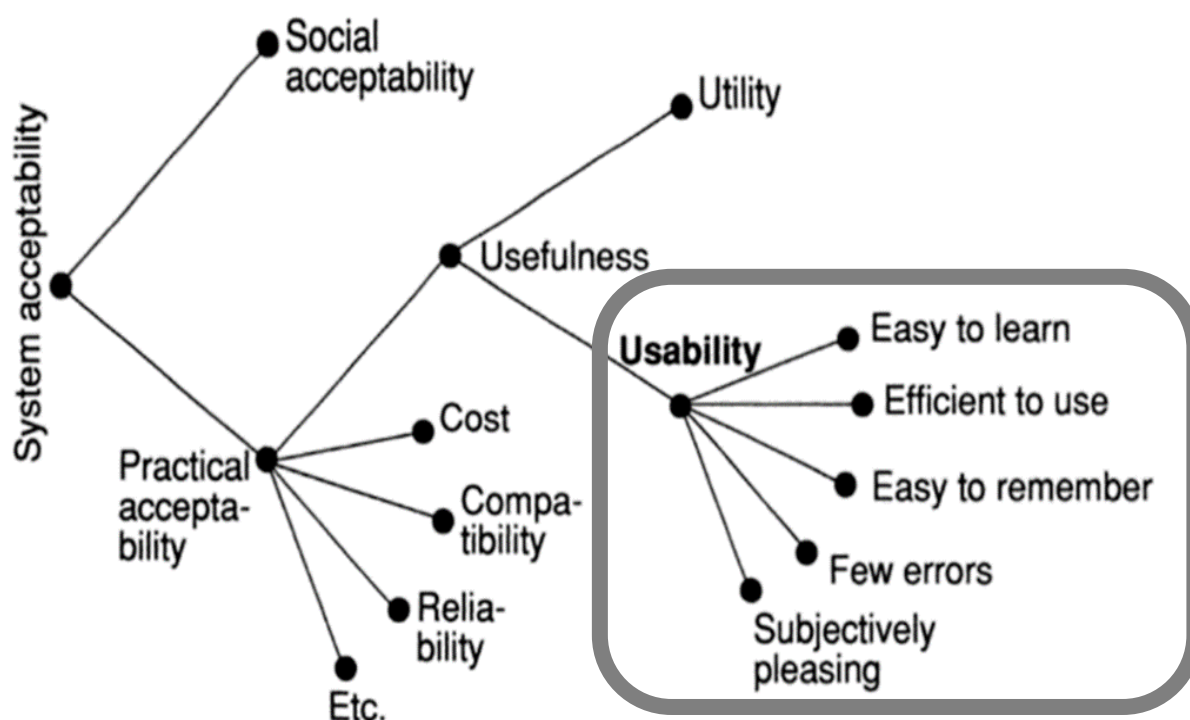 System acceptability
Social
acceptability
Utility
Usefulness
Usability
Easy to learn
Efficient to use
Easy to remember
Few errors
Subjectively
pleasing
Practical
accepta-
bility
Cost
Compa-
tibility
Relia-
bility
Etc.